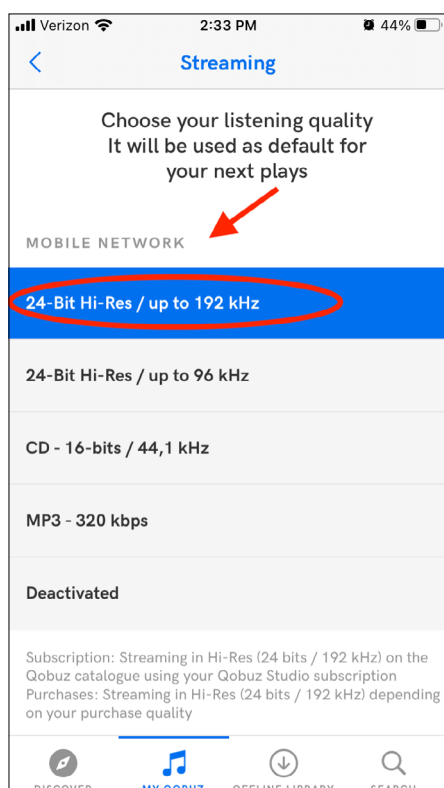 Verizon 2:33 PM 44%
Streaming
Choose your listening quality
It will be used as default for
your next plays
MOBILE NETWORK
24-Bit Hi-Res / up to 192 kHz
24-Bit Hi-Res / up to 96 kHz
CD - 16-bits / 44,1 kHz
MP3 - 320 kbps
Deactivated
Subscription: Streaming in Hi-Res (24 bits / 192 kHz) on the
Qobuz catalogue using your Qobuz Studio subscription
Purchases: Streaming in Hi-Res (24 bits / 192 kHz) depending
on your purchase quality
DISCOVER MY QOBUZ OFFLINE LIBRARY SEARCH